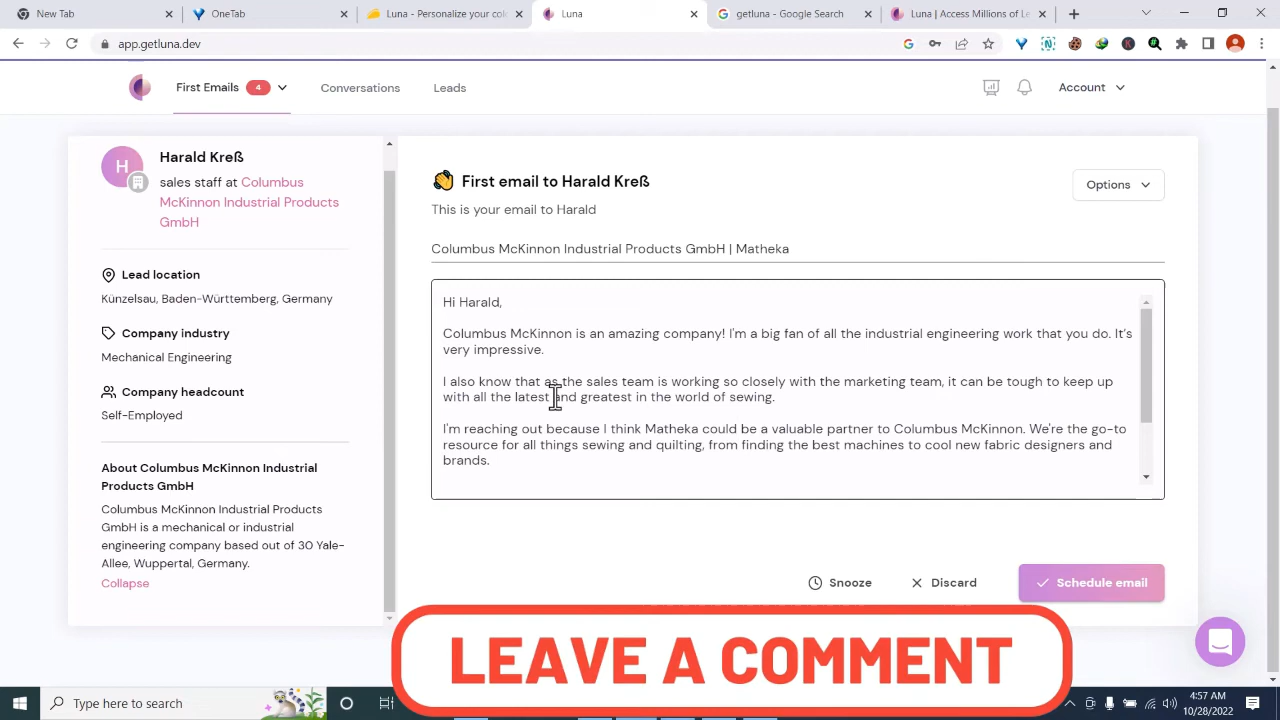 Tabs
Yoteb
Luna - Personalize your cold
Luna
getluna - Google Search
Luna | Access Millions of Le
app.getluna.dev
First Emails 4
Conversations
Leads
Account
H
Harald Kreß
sales staff at Columbus
McKinnon Industrial Products
GmbH
Lead location
Künzelsau, Baden-Württemberg, Germany
Company industry
Mechanical Engineering
Company headcount
Self-Employed
About Columbus McKinnon Industrial
Products GmbH
Columbus McKinnon Industrial Products
GmbH is a mechanical or industrial
engineering company based out of 30 Yale-
Allee, Wuppertal, Germany.
Collapse
First email to Harald Kreß
Options
This is your email to Harald
Columbus McKinnon Industrial Products GmbH | Matheka
Hi Harald,
Columbus McKinnon is an amazing company! I'm a big fan of all the industrial engineering work that you do. It's
very impressive.
I also know that as the sales team is working so closely with the marketing team, it can be tough to keep up
with all the latest and greatest in the world of sewing.
I'm reaching out because I think Matheka could be a valuable partner to Columbus McKinnon. We're the go-to
resource for all things sewing and quilting, from finding the best machines to cool new fabric designers and
brands.
Snooze
Discard
Schedule email
LEAVE A COMMENT
Type here to search
4:57 AM
10/28/2022